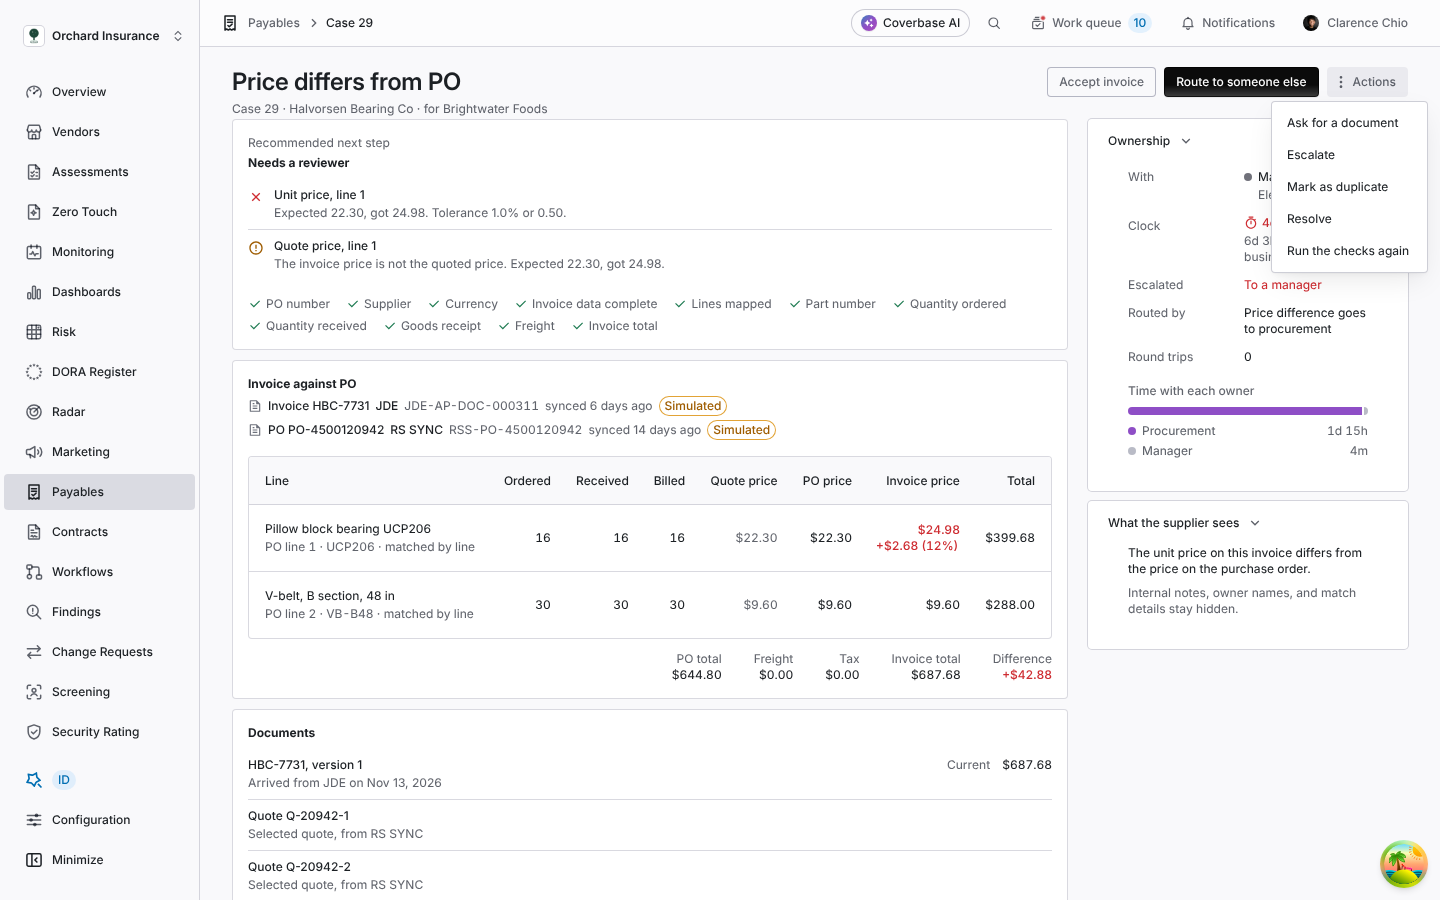 Orchard Insurance
Payables
Case 29
Coverbase AI
Work queue 10
Notifications
Clarence Chio
Overview
Vendors
Assessments
Zero Touch
Monitoring
Dashboards
Risk
DORA Register
Radar
Marketing
Payables
Contracts
Workflows
Findings
Change Requests
Screening
Security Rating
ID
Configuration
Minimize
Price differs from PO
Case 29 · Halvorsen Bearing Co · for Brightwater Foods
Accept invoice
Route to someone else
Actions
Ask for a document
Escalate
Mark as duplicate
Resolve
Run the checks again
Recommended next step
Needs a reviewer
Unit price, line 1
Expected 22.30, got 24.98. Tolerance 1.0% or 0.50.
Quote price, line 1
The invoice price is not the quoted price. Expected 22.30, got 24.98.
PO number Supplier Currency Invoice data complete Lines mapped Part number Quantity ordered
Quantity received Goods receipt Freight Invoice total
Invoice against PO
Invoice HBC-7731 JDE JDE-AP-DOC-000311 synced 6 days ago Simulated
PO PO-4500120942 RS SYNC RSS-PO-4500120942 synced 14 days ago Simulated
Line Ordered Received Billed Quote price PO price Invoice price Total
Pillow block bearing UCP206
PO line 1 · UCP206 · matched by line
16 16 16 $22.30 $22.30 $24.98 $399.68
+$2.68 (12%)
V-belt, B section, 48 in
PO line 2 · VB-B48 · matched by line
30 30 30 $9.60 $9.60 $9.60 $288.00
PO total Freight Tax Invoice total Difference
$644.80 $0.00 $0.00 $687.68 +$42.88
Documents
HBC-7731, version 1
Arrived from JDE on Nov 13, 2026
Current $687.68
Quote Q-20942-1
Selected quote, from RS SYNC
Quote Q-20942-2
Selected quote, from RS SYNC
Ownership
With
Clock
6d
Escalated To a manager
Routed by Price difference goes
to procurement
Round trips 0
Time with each owner
Procurement 1d 15h
Manager 4m
What the supplier sees
The unit price on this invoice differs from
the price on the purchase order.
Internal notes, owner names, and match
details stay hidden.